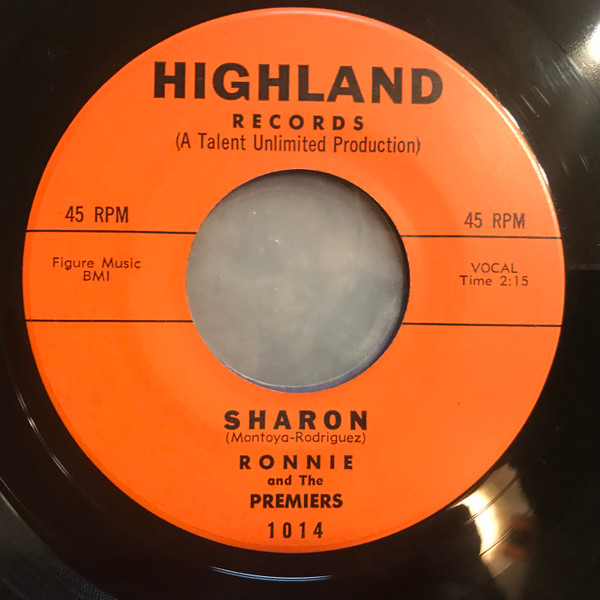 HIGHLAND
RECORDS
(A Talent Unlimited Production)
45 RPM
45 RPM
Figure Music
BMI
VOCAL
Time 2:15
SHARON
(Montoya-Rodriguez)
RONNIE
and The
PREMIERS
1014